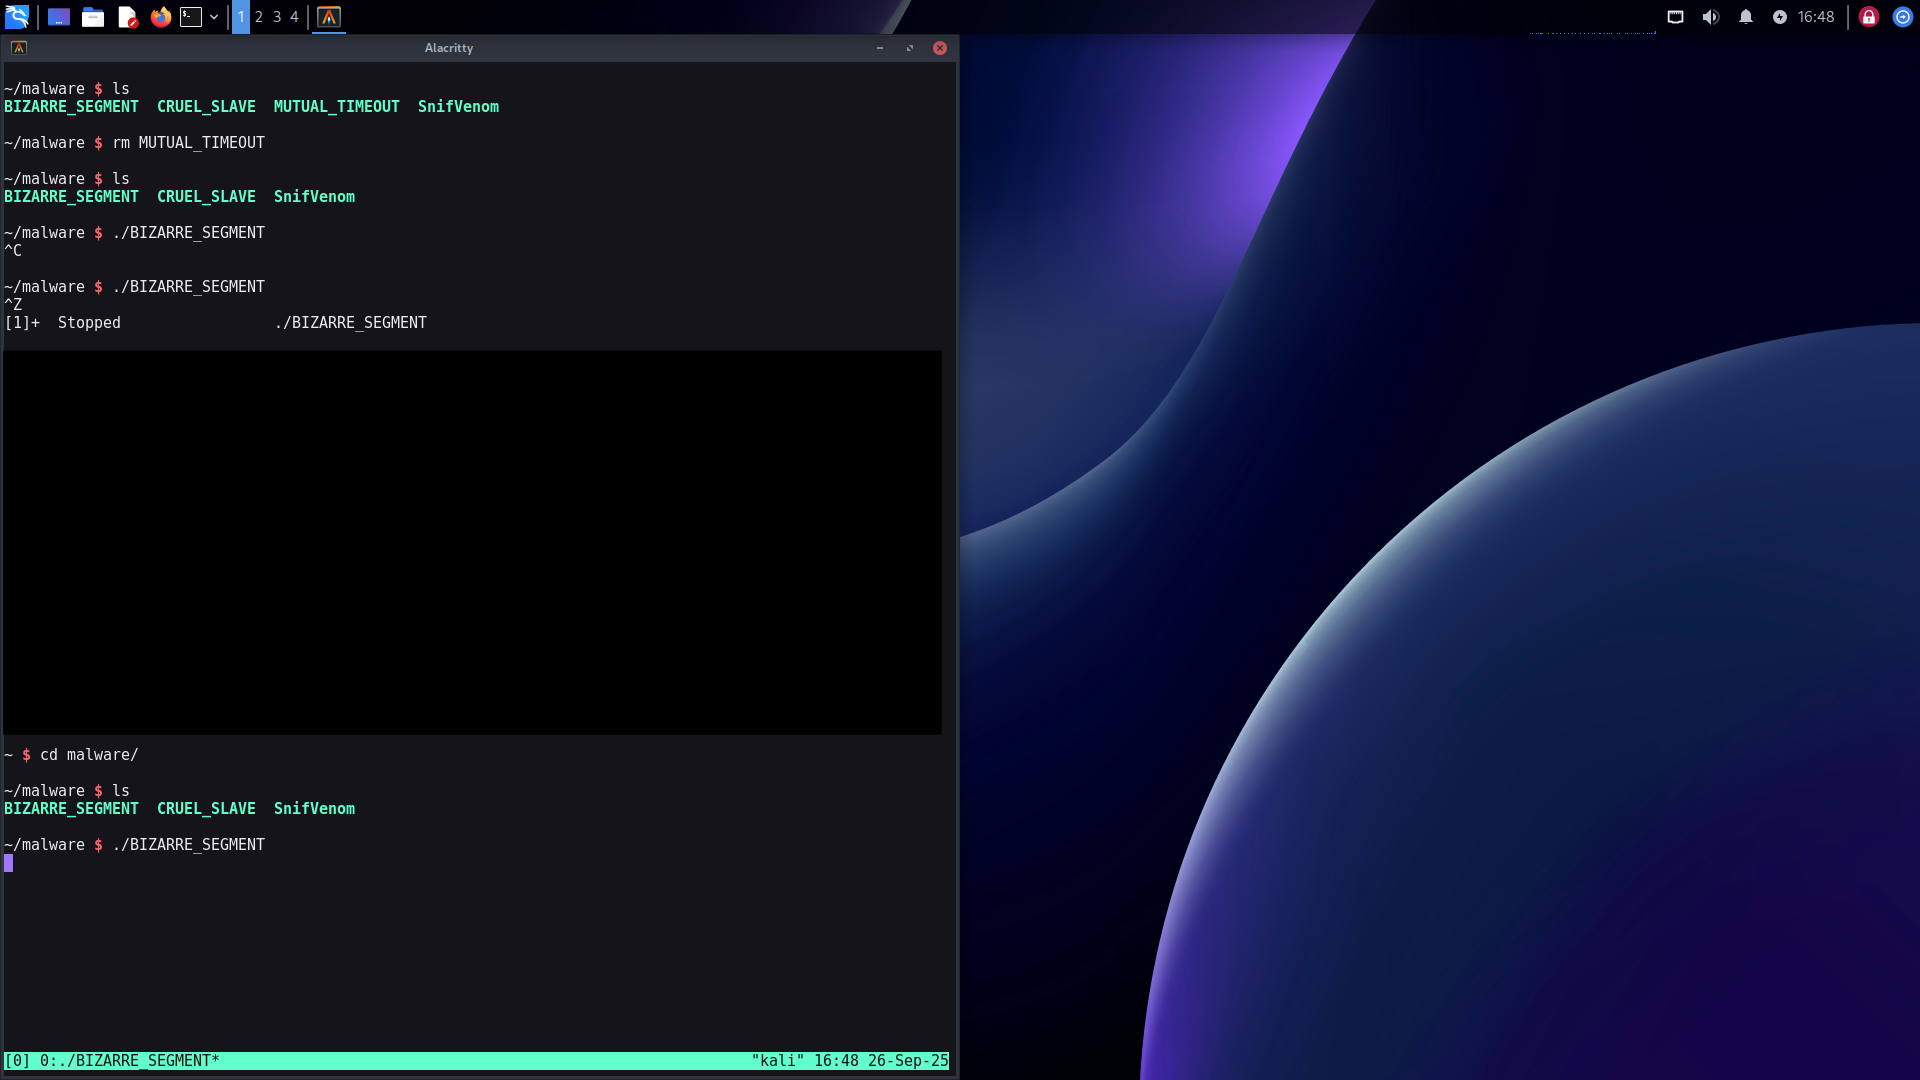 1 2 3 4
16:48
Alacritty
~/malware $ ls
BIZARRE_SEGMENT  CRUEL_SLAVE  MUTUAL_TIMEOUT  SnifVenom
~/malware $ rm MUTUAL_TIMEOUT
~/malware $ ls
BIZARRE_SEGMENT  CRUEL_SLAVE  SnifVenom
~/malware $ ./BIZARRE_SEGMENT
^C
~/malware $ ./BIZARRE_SEGMENT
^Z
[1]+  Stopped                 ./BIZARRE_SEGMENT
~ $ cd malware/
~/malware $ ls
BIZARRE_SEGMENT  CRUEL_SLAVE  SnifVenom
~/malware $ ./BIZARRE_SEGMENT
[0] 0:./BIZARRE_SEGMENT*
"kali" 16:48 26-Sep-25